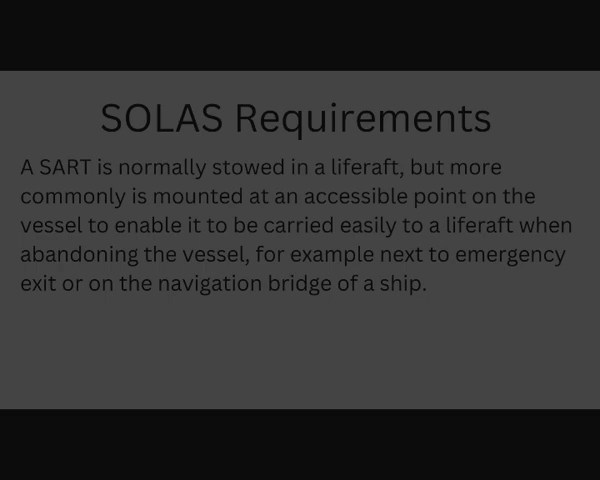 SOLAS Requirements
A SART is normally stowed in a liferaft, but more
commonly is mounted at an accessible point on the
vessel to enable it to be carried easily to a liferaft when
abandoning the vessel, for example next to emergency
exit or on the navigation bridge of a ship.